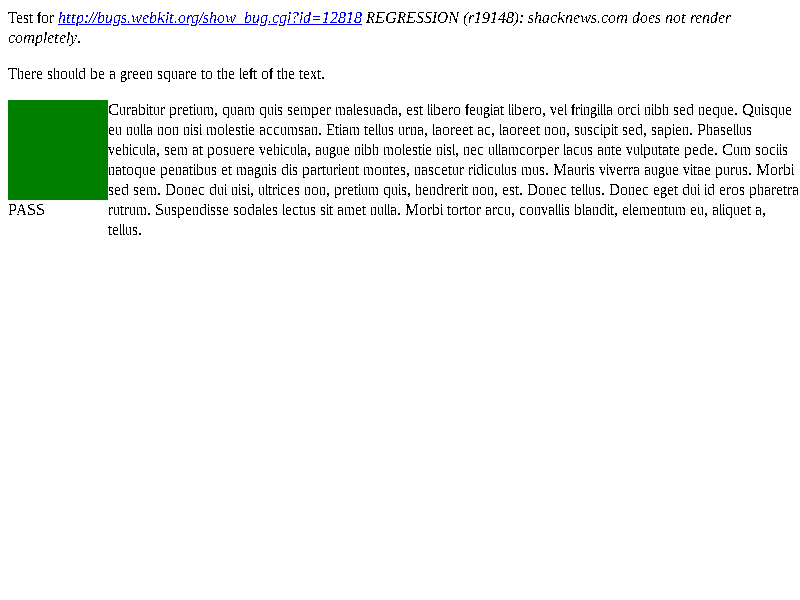 Test for http://bugs.webkit.org/show_bug.cgi?id=12818 REGRESSION (r19148): shacknews.com does not render
completely.
There should be a green square to the left of the text.
Curabitur pretium, quam quis semper malesuada, est libero feugiat libero, vel fringilla orci nibh sed neque. Quisque
eu nulla non nisi molestie accumsan. Etiam tellus urna, laoreet ac, laoreet non, suscipit sed, sapien. Phasellus
vehicula, sem at posuere vehicula, augue nibh molestie nisl, nec ullamcorper lacus ante vulputate pede. Cum sociis
natoque penatibus et magnis dis parturient montes, nascetur ridiculus mus. Mauris viverra augue vitae purus. Morbi
sed sem. Donec dui nisi, ultrices non, pretium quis, hendrerit non, est. Donec tellus. Donec eget dui id eros pharetra
rutrum. Suspendisse sodales lectus sit amet nulla. Morbi tortor arcu, convallis blandit, elementum eu, aliquet a,
tellus.
PASS